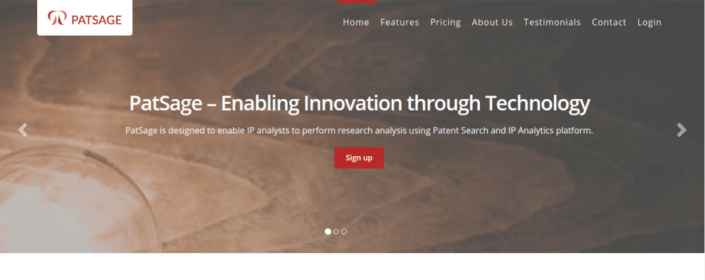 PATSAGE
Home Features Pricing About Us Testimonials Contact Login
PatSage – Enabling Innovation through Technology
PatSage is designed to enable IP analysts to perform research analysis using Patent Search and IP Analytics platform.
Sign up